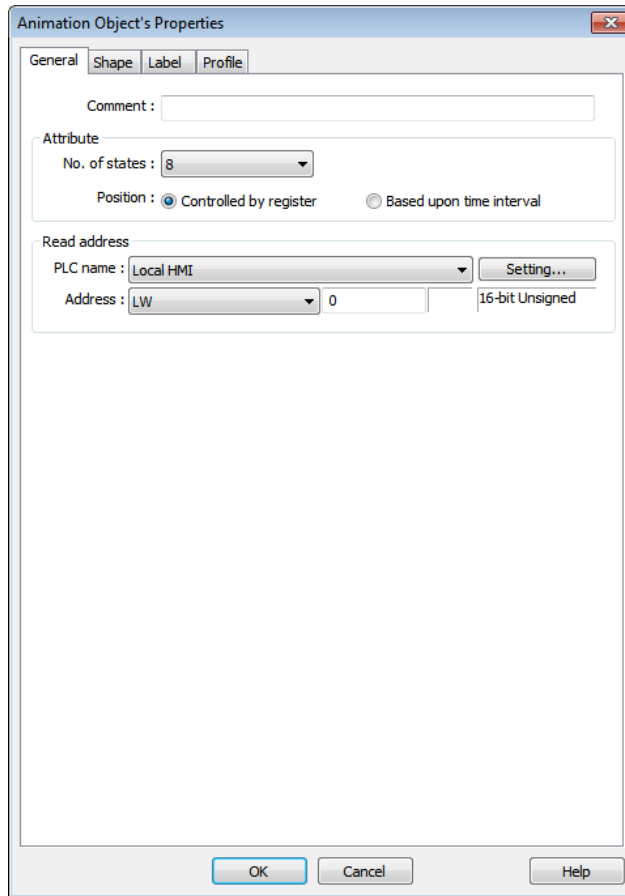 Animation Object's Properties
General Shape Label Profile
Comment :
Attribute
No. of states : 8
Position : Controlled by register Based upon time interval
Read address
PLC name : Local HMI Setting...
Address : LW 0 16-bit Unsigned
OK Cancel Help